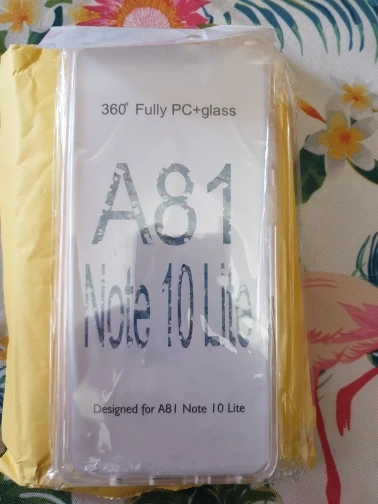 360° Fully PC+glass
A81
Note 10 Lite
Designed for A81 Note 10 Lite